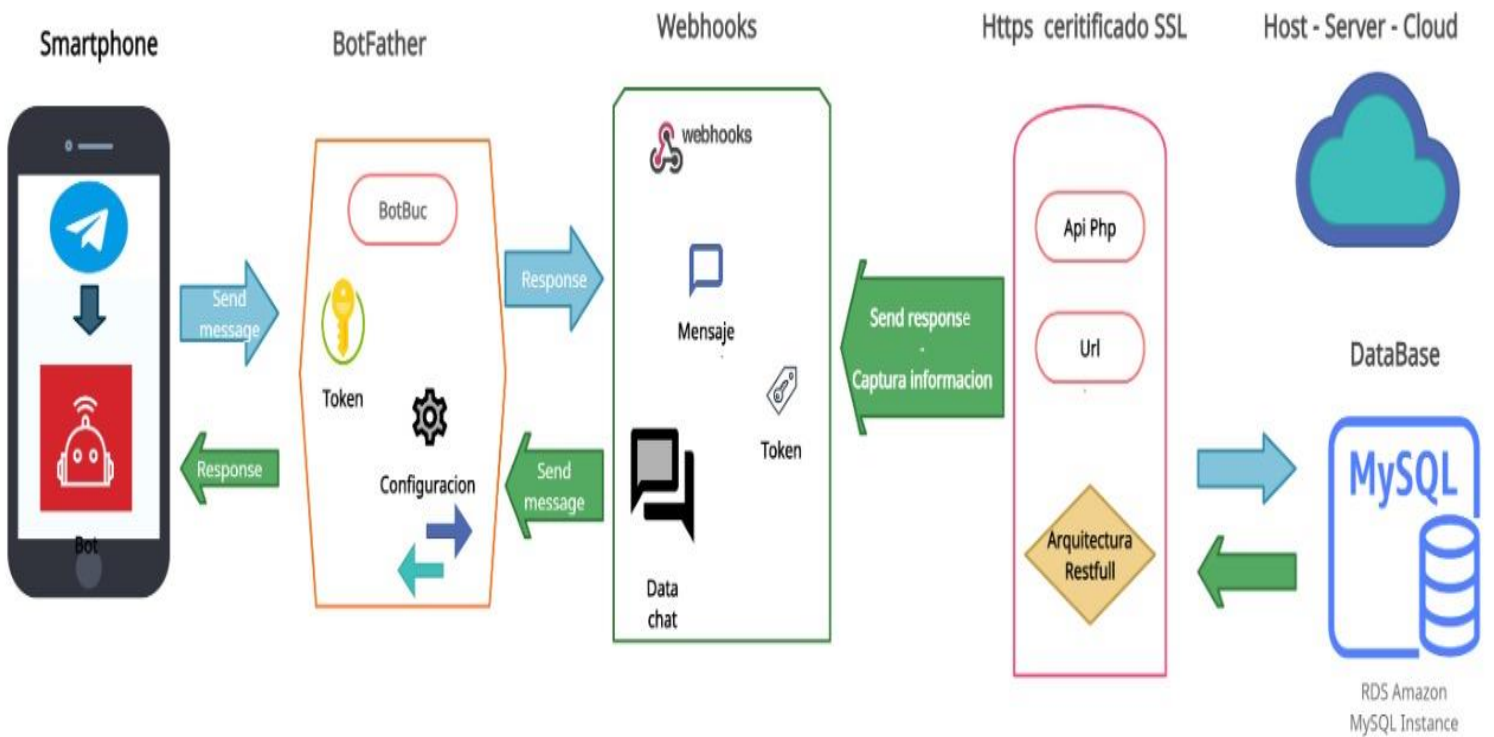 Smartphone
BotFather
Webhooks
Https ceritificado SSL
Host - Server - Cloud
Bot
Send
message
Response
BotBuc
Token
Configuracion
Response
Send
message
webhooks
Mensaje
Token
Data
chat
Send response
-
Captura informacion
Api Php
Url
Arquitectura
Restfull
DataBase
MySQL
RDS Amazon
MySQL Instance